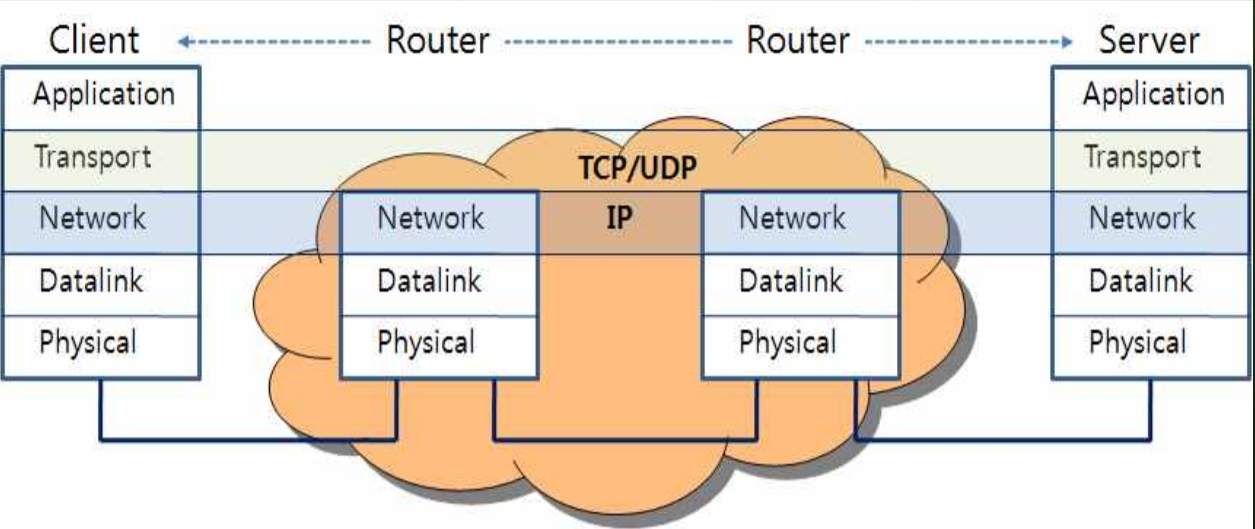 Client Router Router Server
Application Application
Transport TCP/UDP Transport
Network Network IP Network Network
Datalink Datalink Datalink Datalink
Physical Physical Physical Physical